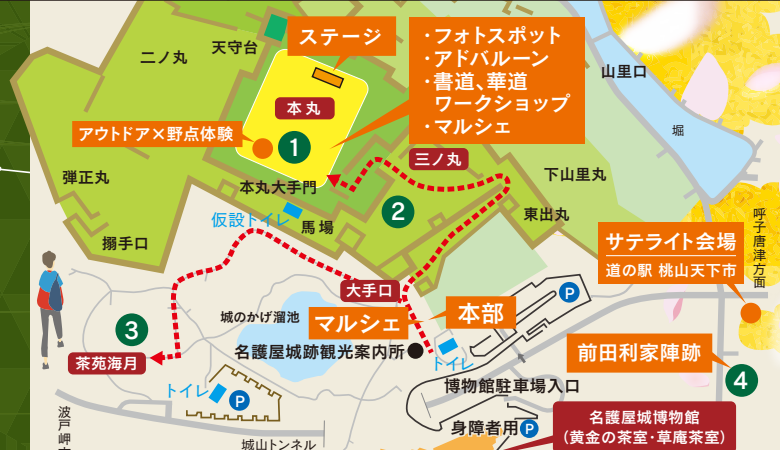 ステージ
・フォトスポット
・アドバルーン
・書道、華道
ワークショップ
・マルシェ
天守台
二ノ丸
山里口
本丸
堀
アウトドア×野点体験
1
三ノ丸
弾正丸
本丸大手門
下山里丸
2
仮設トイレ
馬場
東出丸
搦手口
呼子唐津方面
サテライト会場
道の駅 桃山天下市
大手口
P
城のかげ溜池
マルシェ
本部
3
名護屋城跡観光案内所
トイレ
前田利家陣跡
茶苑海月
4
トイレ
P
博物館駐車場入口
波戸岬方
身障者用
P
城山トンネル
名護屋城博物館
(黄金の茶室・草庵茶室)